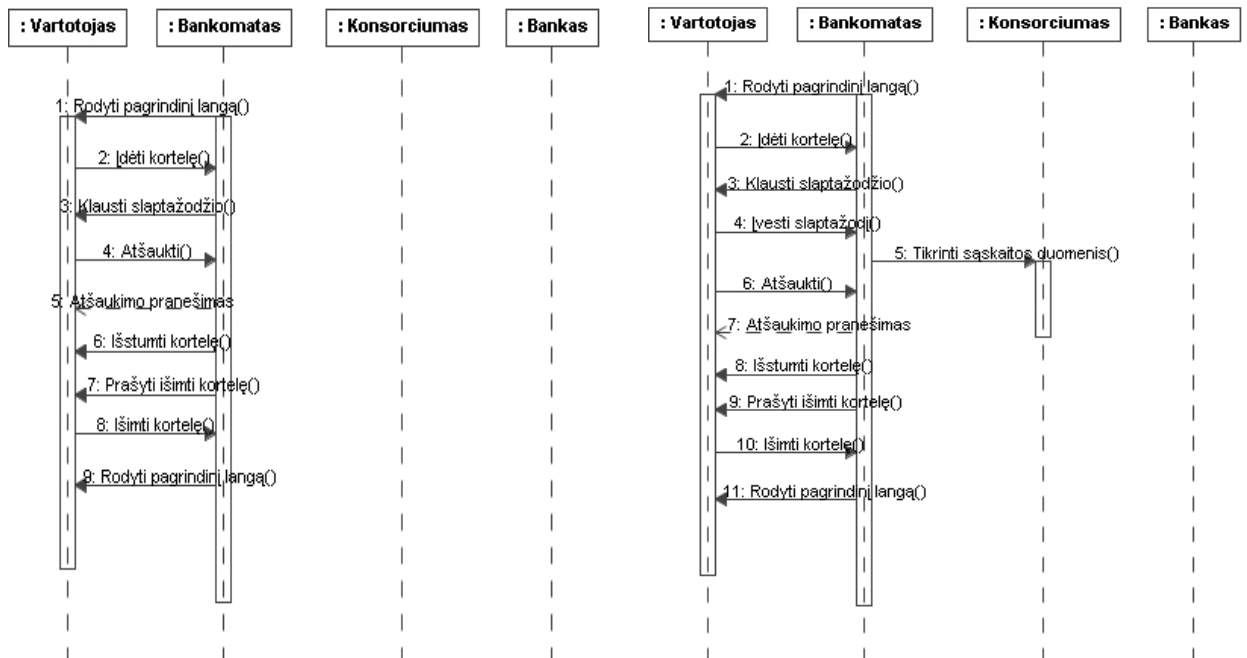 : Vartotojas
: Bankomatas
: Konsorciumas
: Bankas
1: Rodyti pagrindinį langą()
2: Įdėti kortelę()
3: Klausti slaptažodžio()
4: Atšaukti()
5: Atšaukimo pranešimas
6: Išstumti kortelę()
7: Prašyti išimti kortelę()
8: Išimti kortelę()
9: Rodyti pagrindinį langą()
: Vartotojas
: Bankomatas
: Konsorciumas
: Bankas
1: Rodyti pagrindinį langą()
2: Įdėti kortelę()
3: Klausti slaptažodžio()
4: Įvesti slaptažodį()
5: Tikrinti sąskaitos duomenis()
6: Atšaukti()
7: Atšaukimo pranešimas
8: Išstumti kortelę()
9: Prašyti išimti kortelę()
10: Išimti kortelę()
11: Rodyti pagrindinį langą()